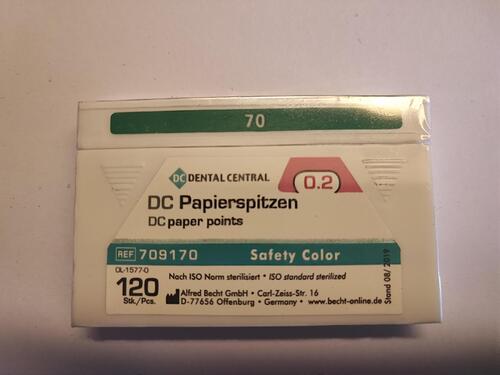 70
DC DENTAL CENTRAL
0.2
DC Papierspitzen
DC paper points
REF 709170 Safety Color
OL-1577-0
Nach ISO Norm sterilisiert • ISO standard sterilized
120
Stk./Pcs.
Alfred Becht GmbH • Carl-Zeiss-Str. 16
D-77656 Offenburg • Germany • www.becht-online.de
Stand 08/2019